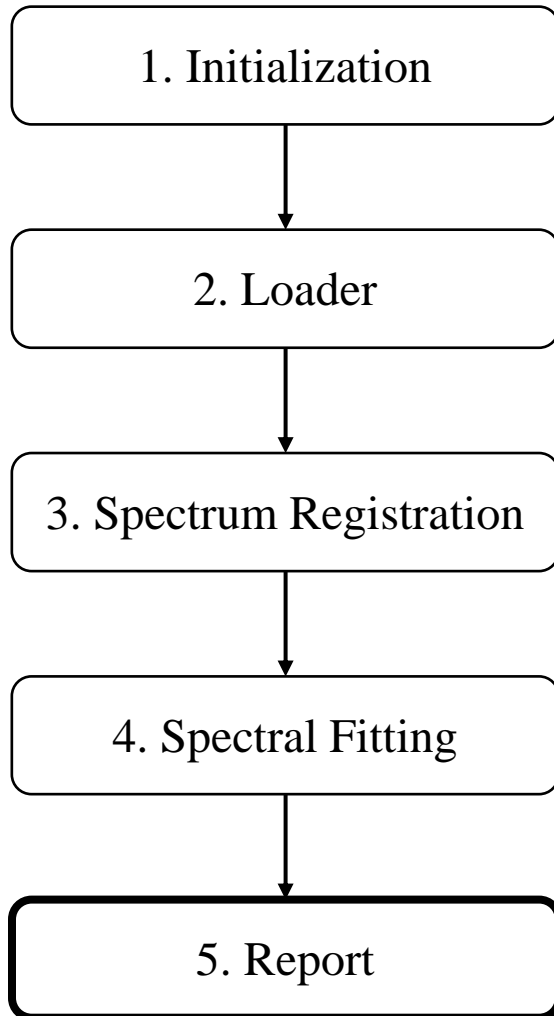 1. Initialization
2. Loader
3. Spectrum Registration
4. Spectral Fitting
5. Report